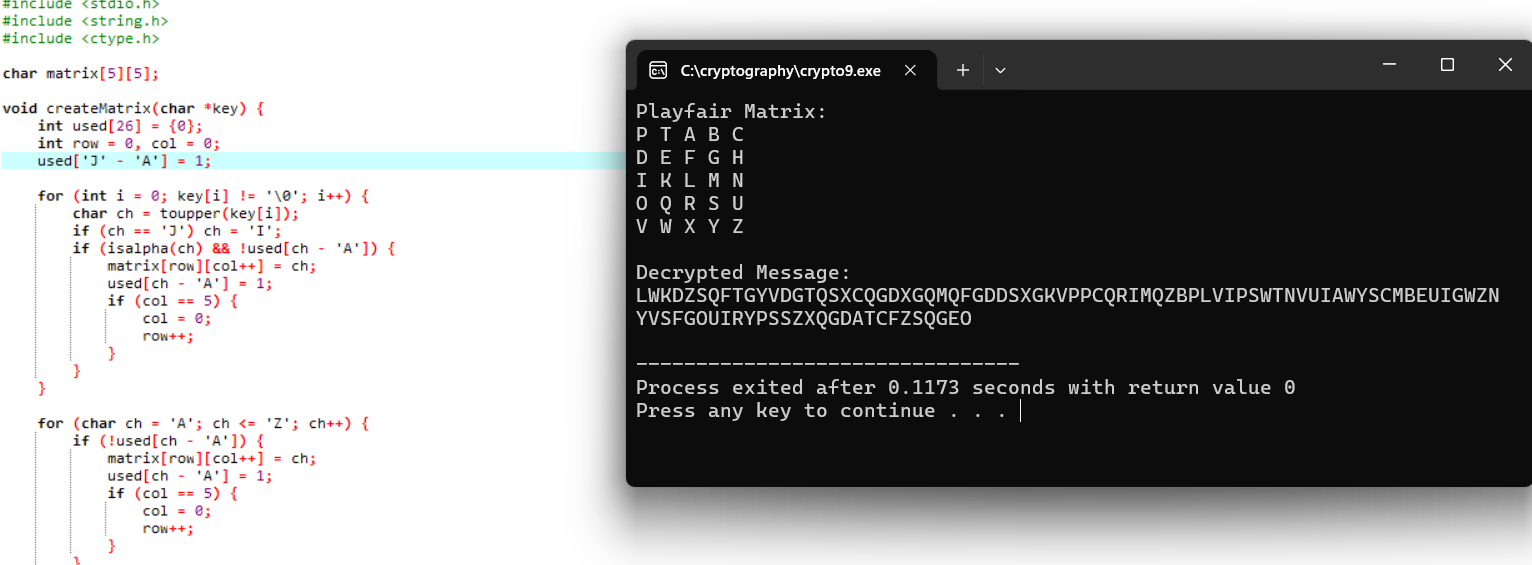 #include <stdio.h>
#include <string.h>
#include <ctype.h>
char matrix[5][5];
void createMatrix(char *key) {
int used[26] = {0};
int row = 0, col = 0;
used['J' - 'A'] = 1;
for (int i = 0; key[i] != '\0'; i++) {
char ch = toupper(key[i]);
if (ch == 'J') ch = 'I';
if (isalpha(ch) && !used[ch - 'A']) {
matrix[row][col++] = ch;
used[ch - 'A'] = 1;
if (col == 5) {
col = 0;
row++;
}
}
}
for (char ch = 'A'; ch <= 'Z'; ch++) {
if (!used[ch - 'A']) {
matrix[row][col++] = ch;
used[ch - 'A'] = 1;
if (col == 5) {
col = 0;
row++;
}
}
C:\cryptography\crypto9.exe
Playfair Matrix:
P T A B C
D E F G H
I K L M N
O Q R S U
V W X Y Z
Decrypted Message:
LWKDZSQFTGYVDGTQSXCQGDXGQMQFGDDSXGKVPPCQRIMQZBPLVIPSWTNVUIAWYSCMBEUIGWZN
YVSFGOUIRYPSSZXQGDATCFZSQGEO
--------------------------------
Process exited after 0.1173 seconds with return value 0
Press any key to continue . . .